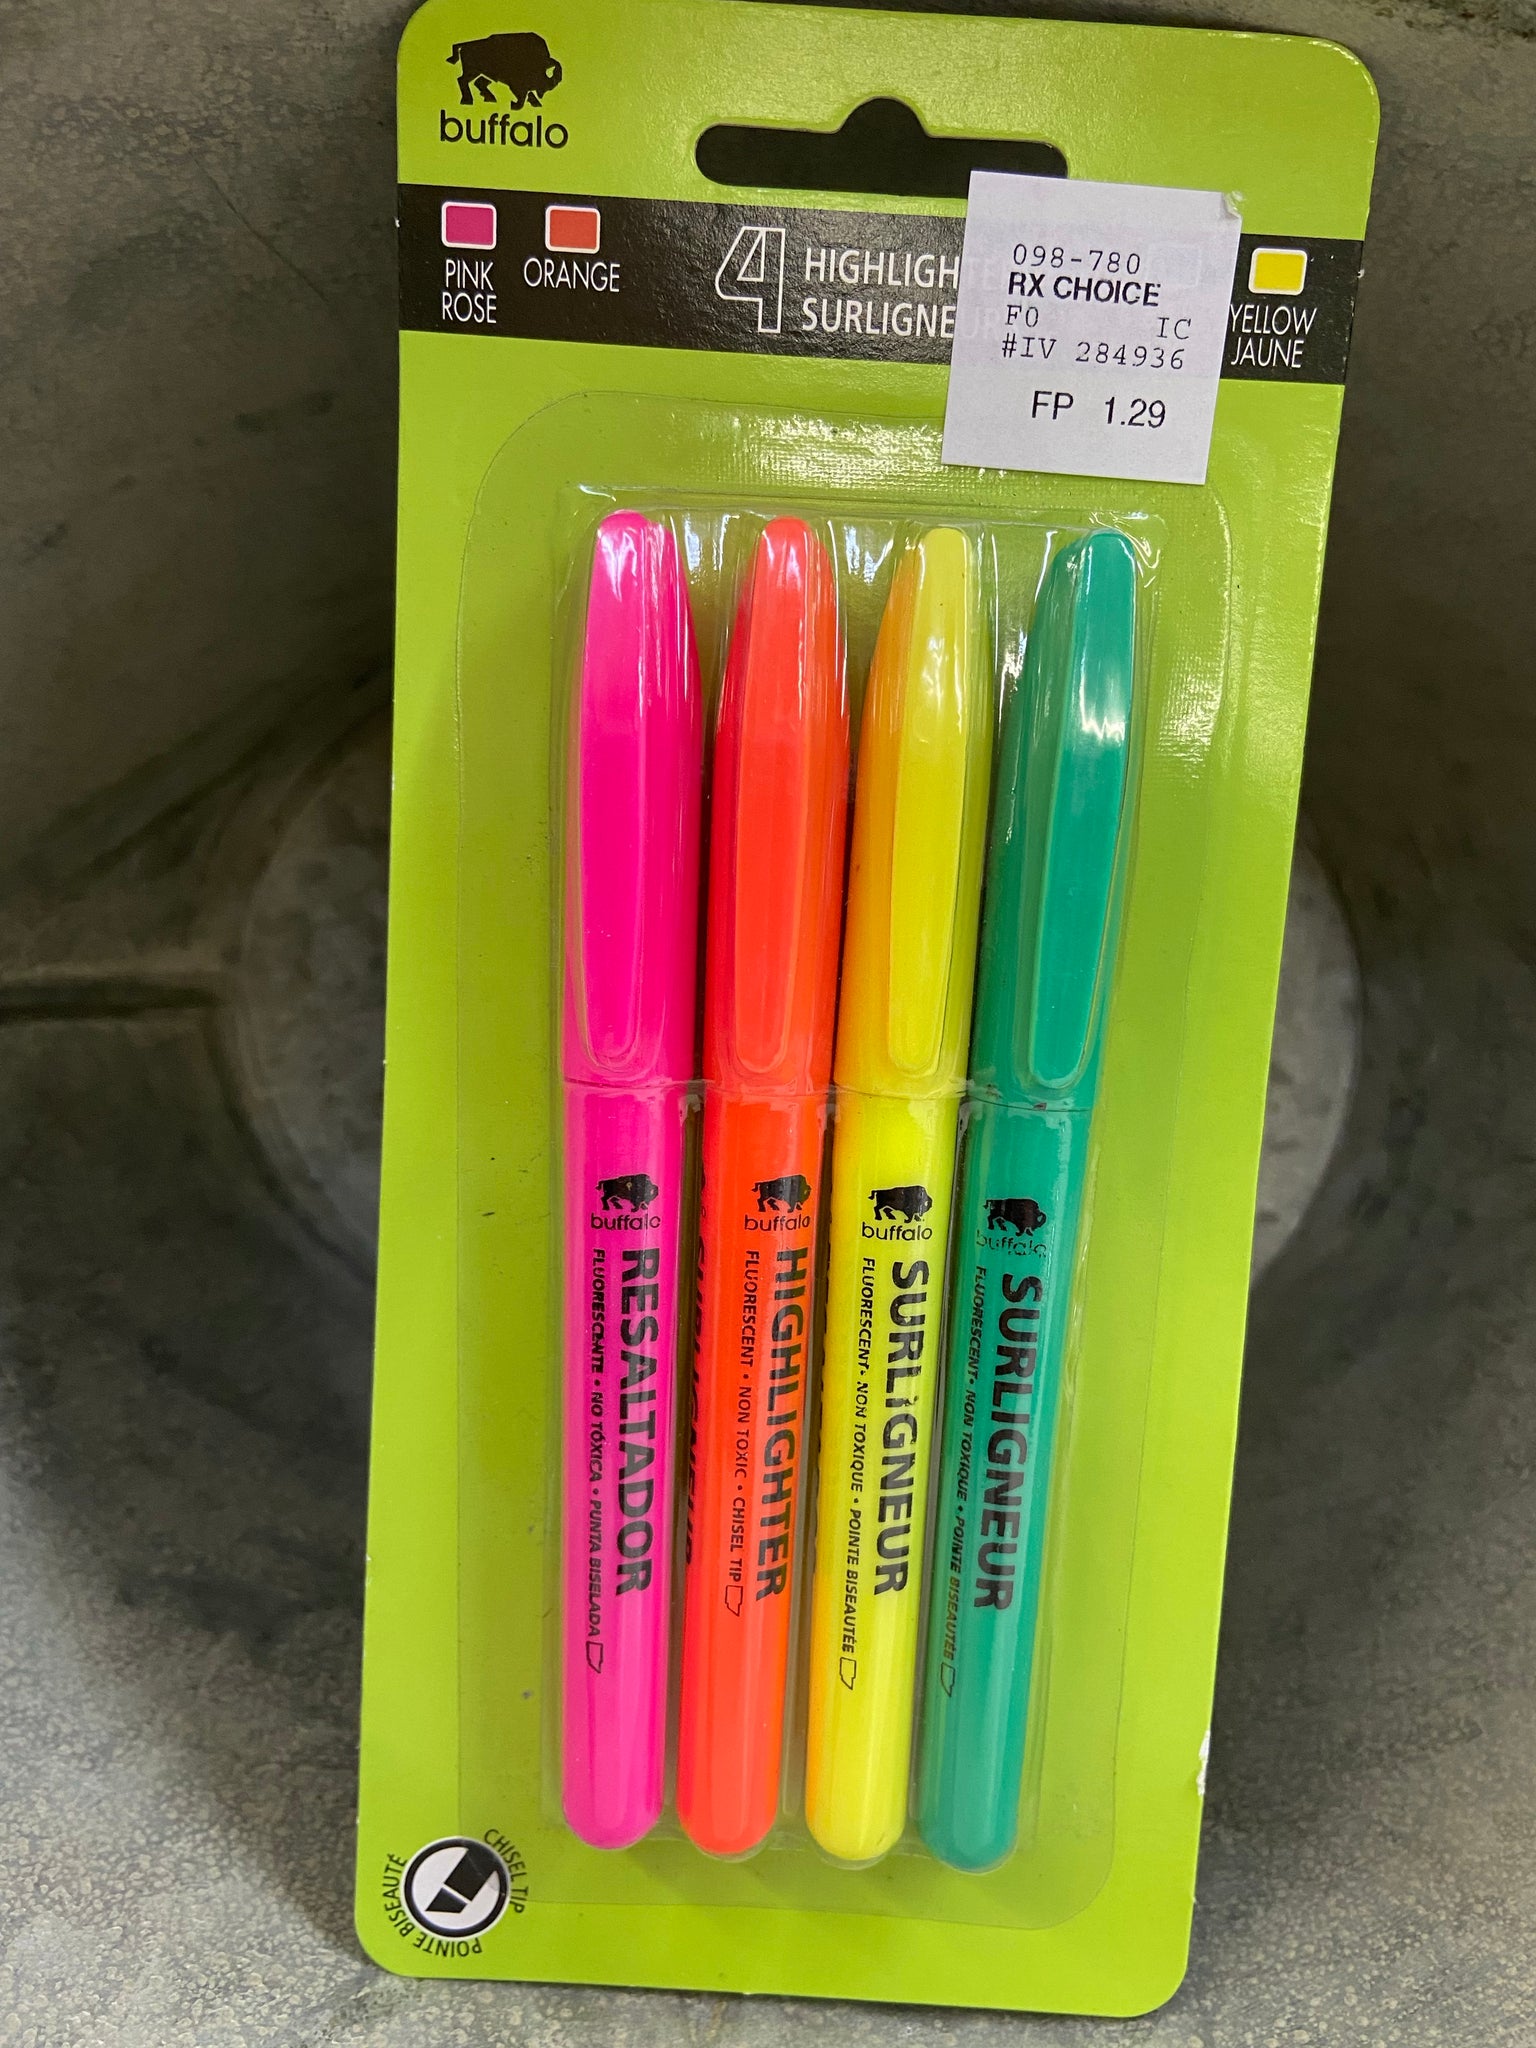 buffalo
PINK
ROSE
ORANGE
4
HIGHLIGH
SURLIGNE
098-780
RX CHOICE
F0 IC
#IV 284936
FP 1.29
YELLOW
JAUNE
buffalo
RESALTADOR
FLUORESCENTE • NO TÓXICA • PUNTA BISELADA
buffalo
HIGHLIGHTER
FLUORESCENT • NON TOXIC • CHISEL TIP
buffalo
SURLIGNEUR
FLUORESCENT • NON TOXIQUE • POINTE BISEAUTÉE
buffalo
SURLIGNEUR
FLUORESCENT • NON TOXIQUE • POINTE BISEAUTÉE
CHISEL TIP
POINTE BISEAUTÉ